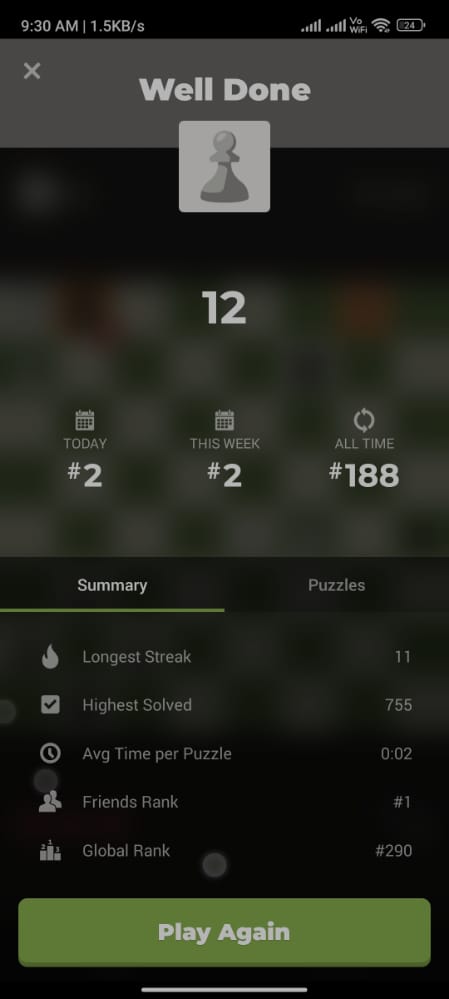 9:30 AM | 1.5KB/s
Vo WiFi
24
Well Done
12
TODAY
THIS WEEK
ALL TIME
#2
#2
#188
Summary
Puzzles
Longest Streak
11
Highest Solved
755
Avg Time per Puzzle
0:02
Friends Rank
#1
Global Rank
#290
Play Again